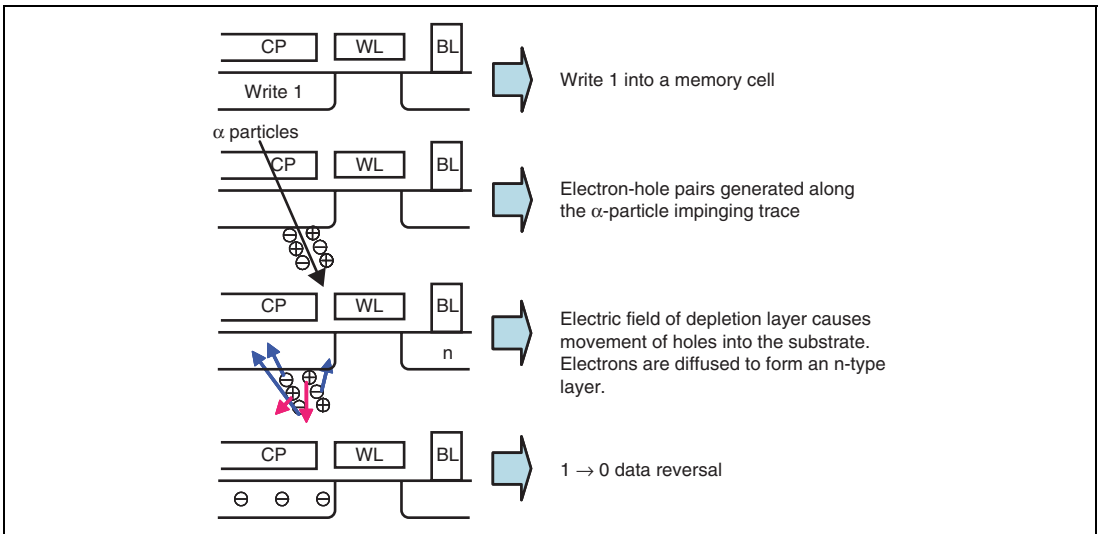 CP WL BL
Write 1
Write 1 into a memory cell
α particles
CP WL BL
Electron-hole pairs generated along
the α-particle impinging trace
CP WL BL
n
Electric field of depletion layer causes
movement of holes into the substrate.
Electrons are diffused to form an n-type
layer.
CP WL BL
1 → 0 data reversal